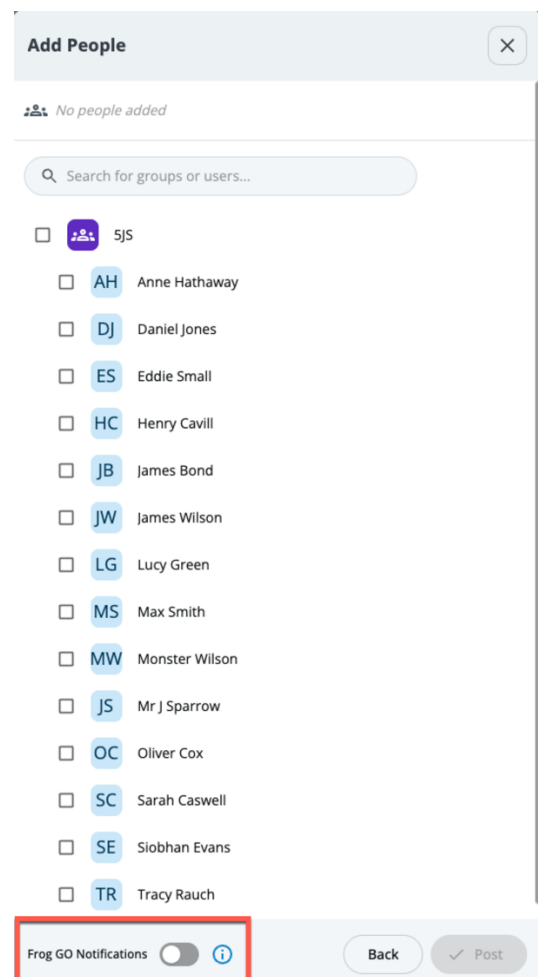 Add People
No people added
Search for groups or users...
5JS
AH Anne Hathaway
DJ Daniel Jones
ES Eddie Small
HC Henry Cavill
JB James Bond
JW James Wilson
LG Lucy Green
MS Max Smith
MW Monster Wilson
JS Mr J Sparrow
OC Oliver Cox
SC Sarah Caswell
SE Siobhan Evans
TR Tracy Rauch
Frog GO Notifications Back Post